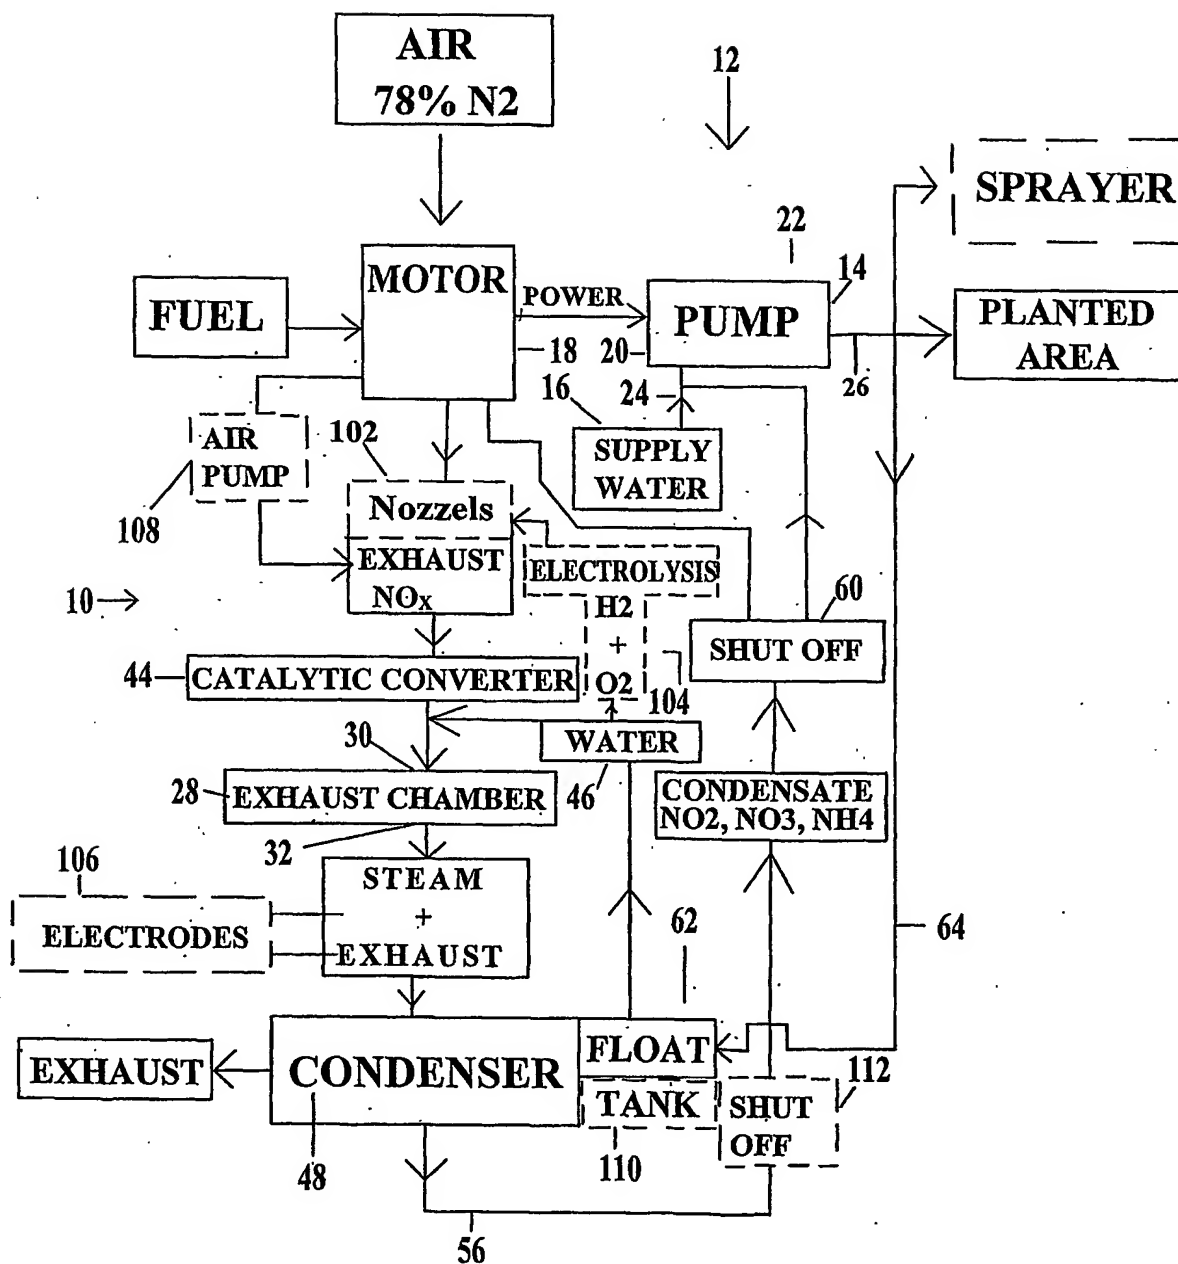 AIR
78% N2
12
SPRAYER
22
14
MOTOR
FUEL
POWER
PUMP
PLANTED
AREA
18
20
26
16
24
AIR
PUMP
102
SUPPLY
WATER
108
Nozzels
EXHAUST
NOx
ELECTROLYSIS
H2
+
O2
10
60
SHUT OFF
44
CATALYTIC CONVERTER
104
WATER
30
46
28
EXHAUST CHAMBER
CONDENSATE
NO2, NO3, NH4
32
106
STEAM
+
EXHAUST
ELECTRODES
62
64
EXHAUST
CONDENSER
FLOAT
TANK
SHUT
OFF
112
48
110
56